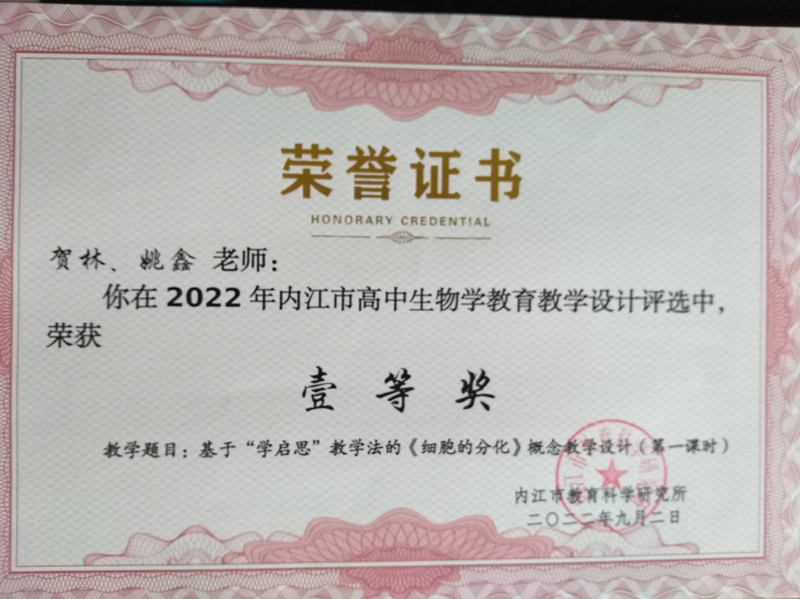 荣誉证书
HONORARY CREDENTIAL
贺林、姚鑫 老师：
你在 2022 年内江市高中生物学教育教学设计评选中，
荣获
壹等奖
教学题目：基于“学启思”教学法的《细胞的分化》概念教学设计（第一课时）
内江市教育科学研究所
二〇二二年九月二日